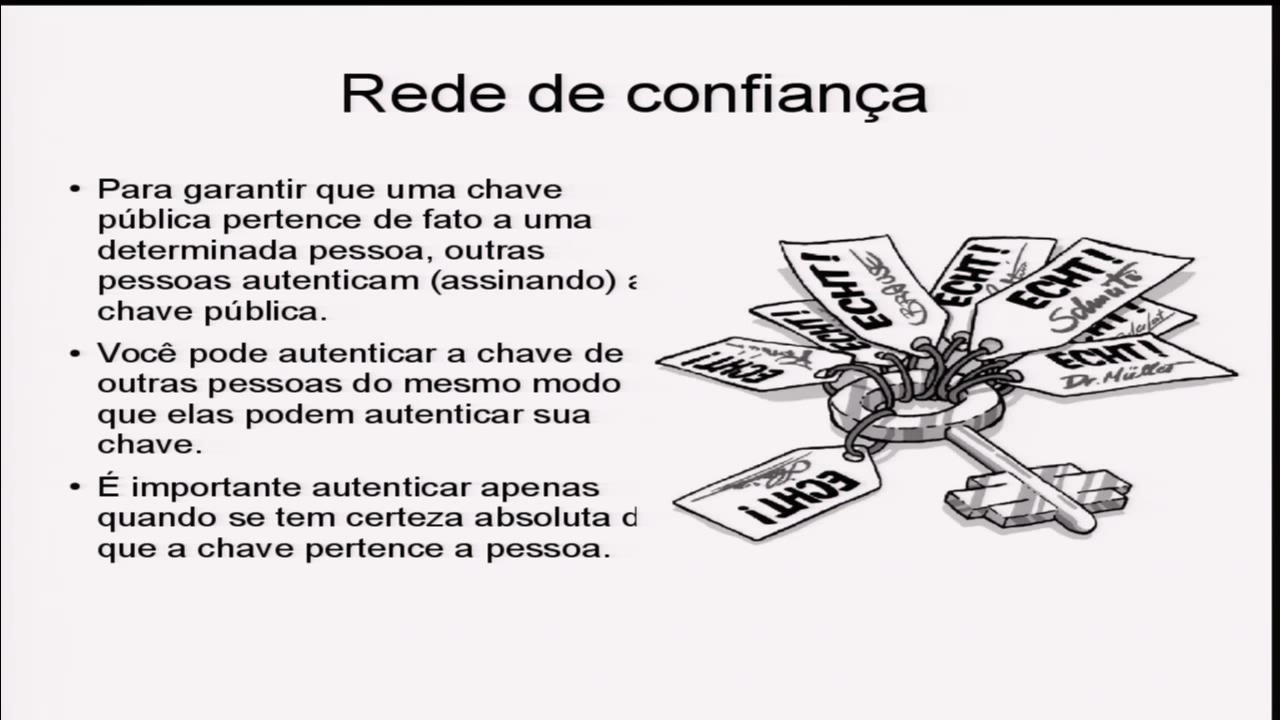 Rede de confiança
• Para garantir que uma chave
pública pertence de fato a uma
determinada pessoa, outras
pessoas autenticam (assinando) a
chave pública.
• Você pode autenticar a chave de
outras pessoas do mesmo modo
que elas podem autenticar sua
chave.
• É importante autenticar apenas
quando se tem certeza absoluta d
que a chave pertence a pessoa.
ECHT!
BRAUSE
ECHT!
ECHT!
Schmidt
ECHT!
ECHT!
ECHT!
Dr. Müller
ECHT!